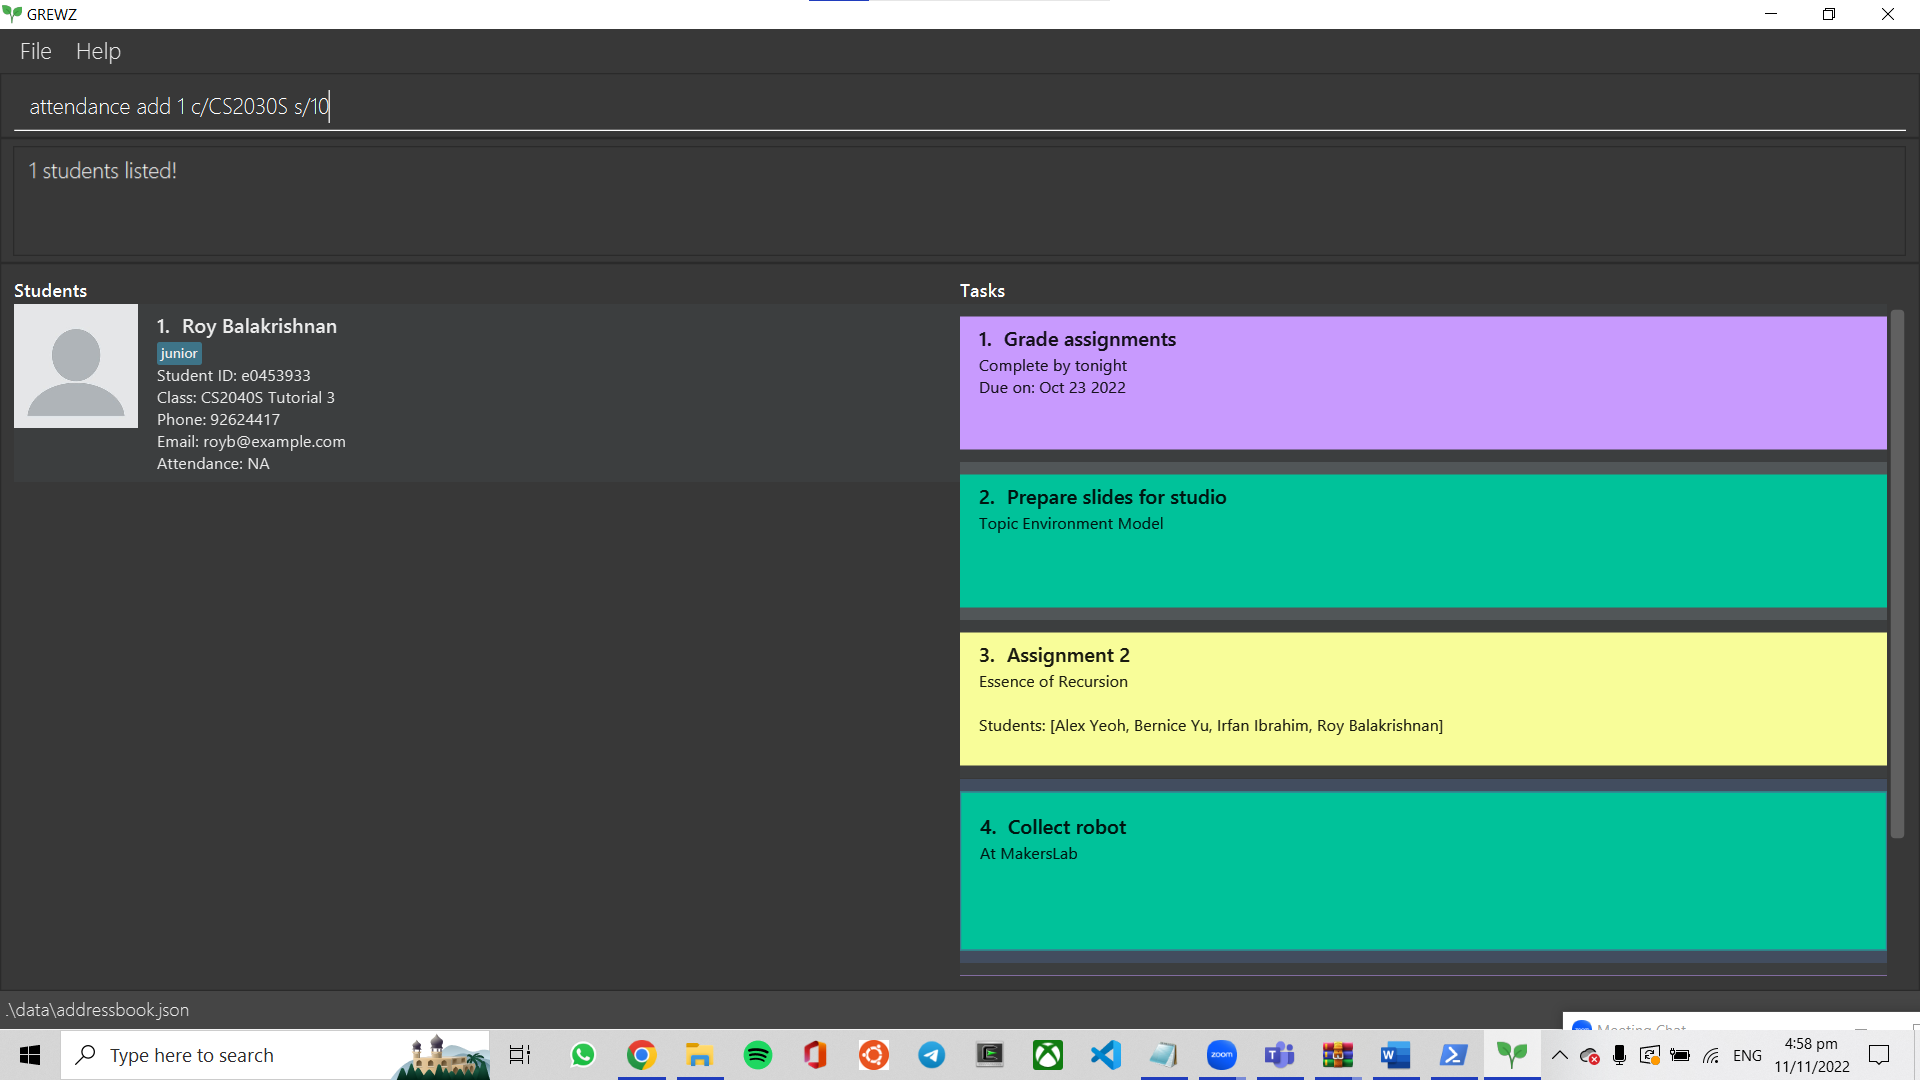 GREWZ
File Help
attendance add 1 c/CS2030S s/10
1 students listed!
Students
1. Roy Balakrishnan
junior
Student ID: e0453933
Class: CS2040S Tutorial 3
Phone: 92624417
Email: royb@example.com
Attendance: NA
Tasks
1. Grade assignments
Complete by tonight
Due on: Oct 23 2022
2. Prepare slides for studio
Topic Environment Model
3. Assignment 2
Essence of Recursion
Students: [Alex Yeoh, Bernice Yu, Irfan Ibrahim, Roy Balakrishnan]
4. Collect robot
At MakersLab
.\data\addressbook.json
Meeting Chat
Type here to search
zoom
ENG
4:58 pm
11/11/2022